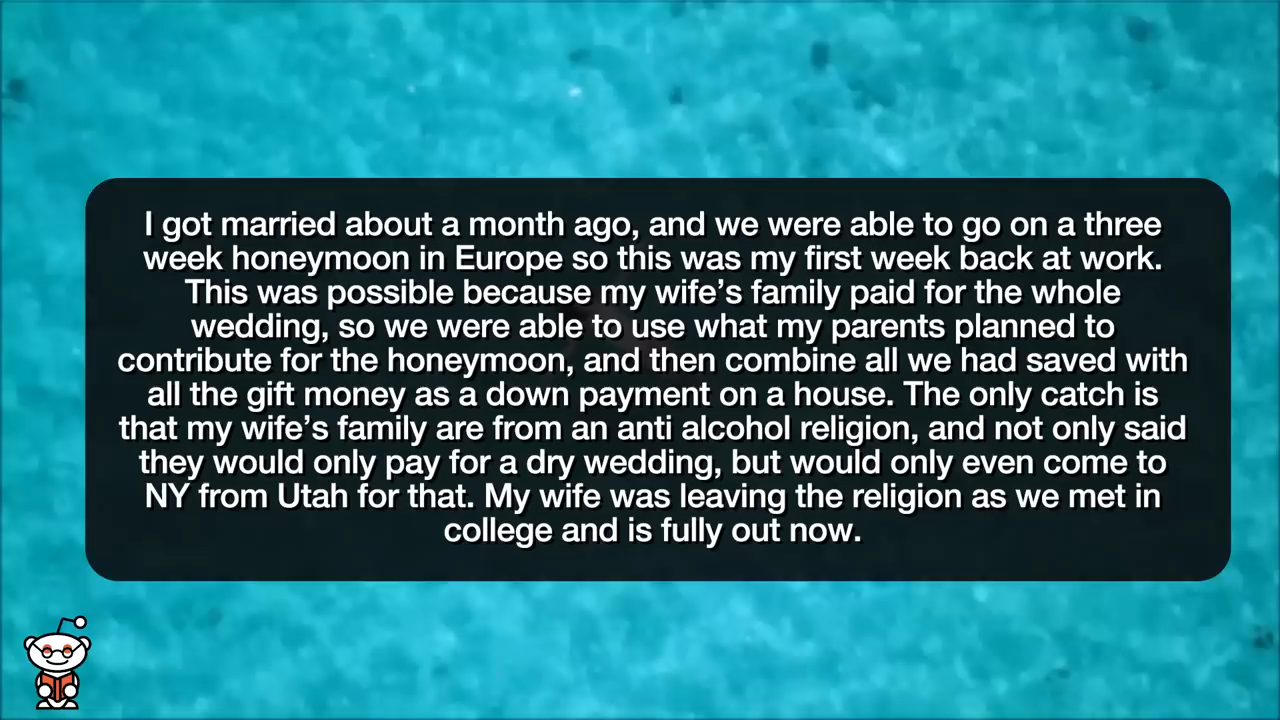 I got married about a month ago, and we were able to go on a three
week honeymoon in Europe so this was my first week back at work.
This was possible because my wife’s family paid for the whole
wedding, so we were able to use what my parents planned to
contribute for the honeymoon, and then combine all we had saved with
all the gift money as a down payment on a house. The only catch is
that my wife’s family are from an anti alcohol religion, and not only said
they would only pay for a dry wedding, but would only even come to
NY from Utah for that. My wife was leaving the religion as we met in
college and is fully out now.